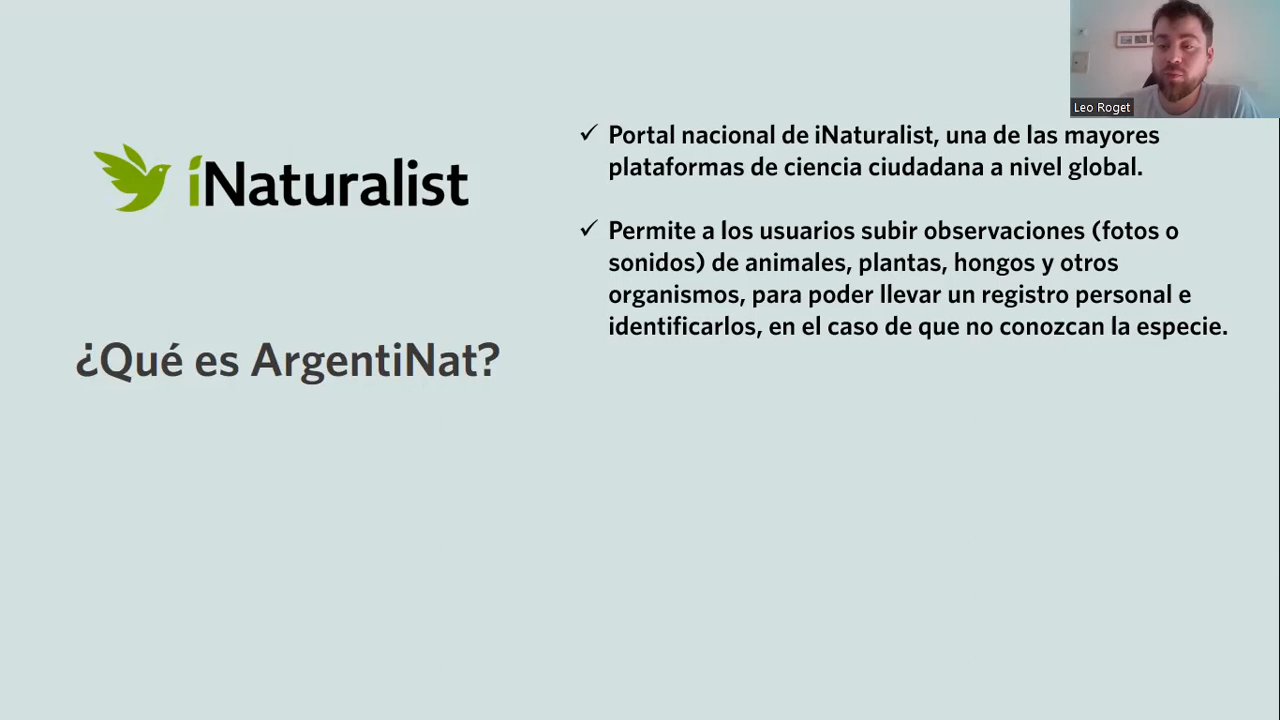 iNaturalist
¿Qué es ArgentiNat?
✓ Portal nacional de iNaturalist, una de las mayores
plataformas de ciencia ciudadana a nivel global.
✓ Permite a los usuarios subir observaciones (fotos o
sonidos) de animales, plantas, hongos y otros
organismos, para poder llevar un registro personal e
identificarlos, en el caso de que no conozcan la especie.
Leo Roget